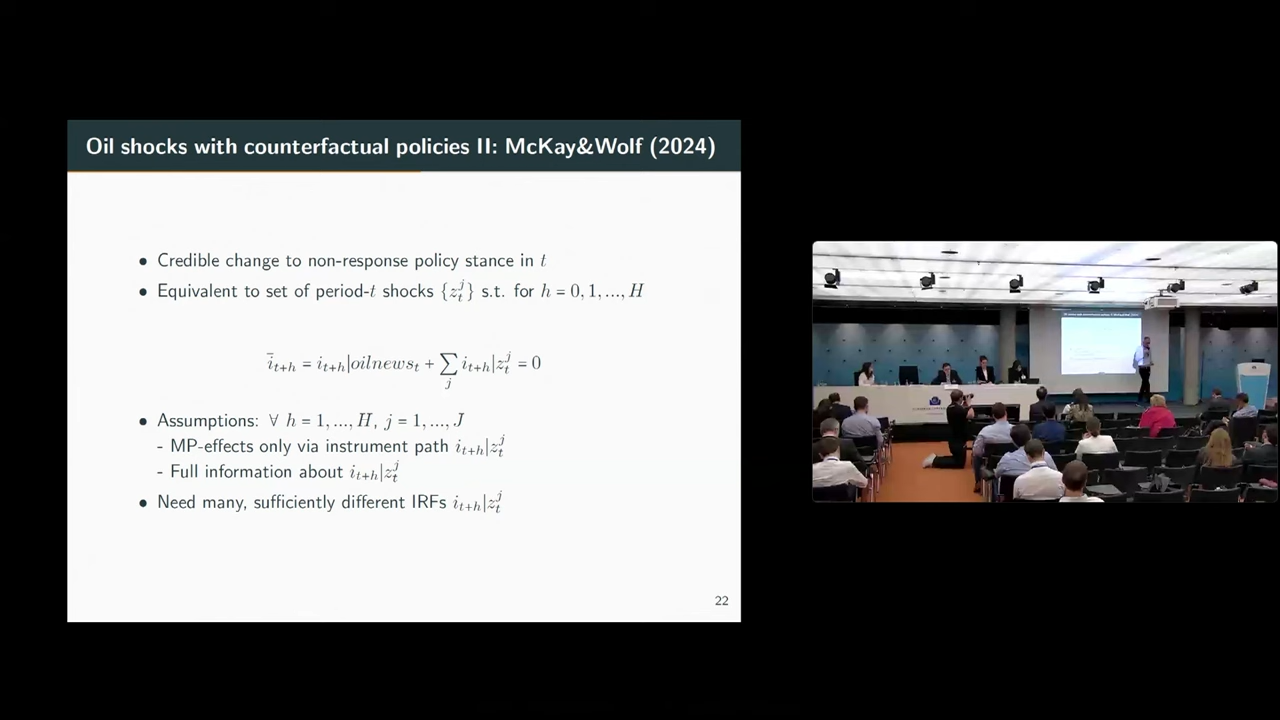 Oil shocks with counterfactual policies II: McKay&Wolf (2024)
• Credible change to non-response policy stance in t
• Equivalent to set of period-t shocks {z_t^j} s.t. for h = 0, 1, ..., H
\bar{i}_{t+h} = i_{t+h}|oilnews_t + ∑_j i_{t+h}|z_t^j = 0
• Assumptions: ∀ h = 1, ..., H, j = 1, ..., J
- MP-effects only via instrument path i_{t+h}|z_t^j
- Full information about i_{t+h}|z_t^j
• Need many, sufficiently different IRFs i_{t+h}|z_t^j
22